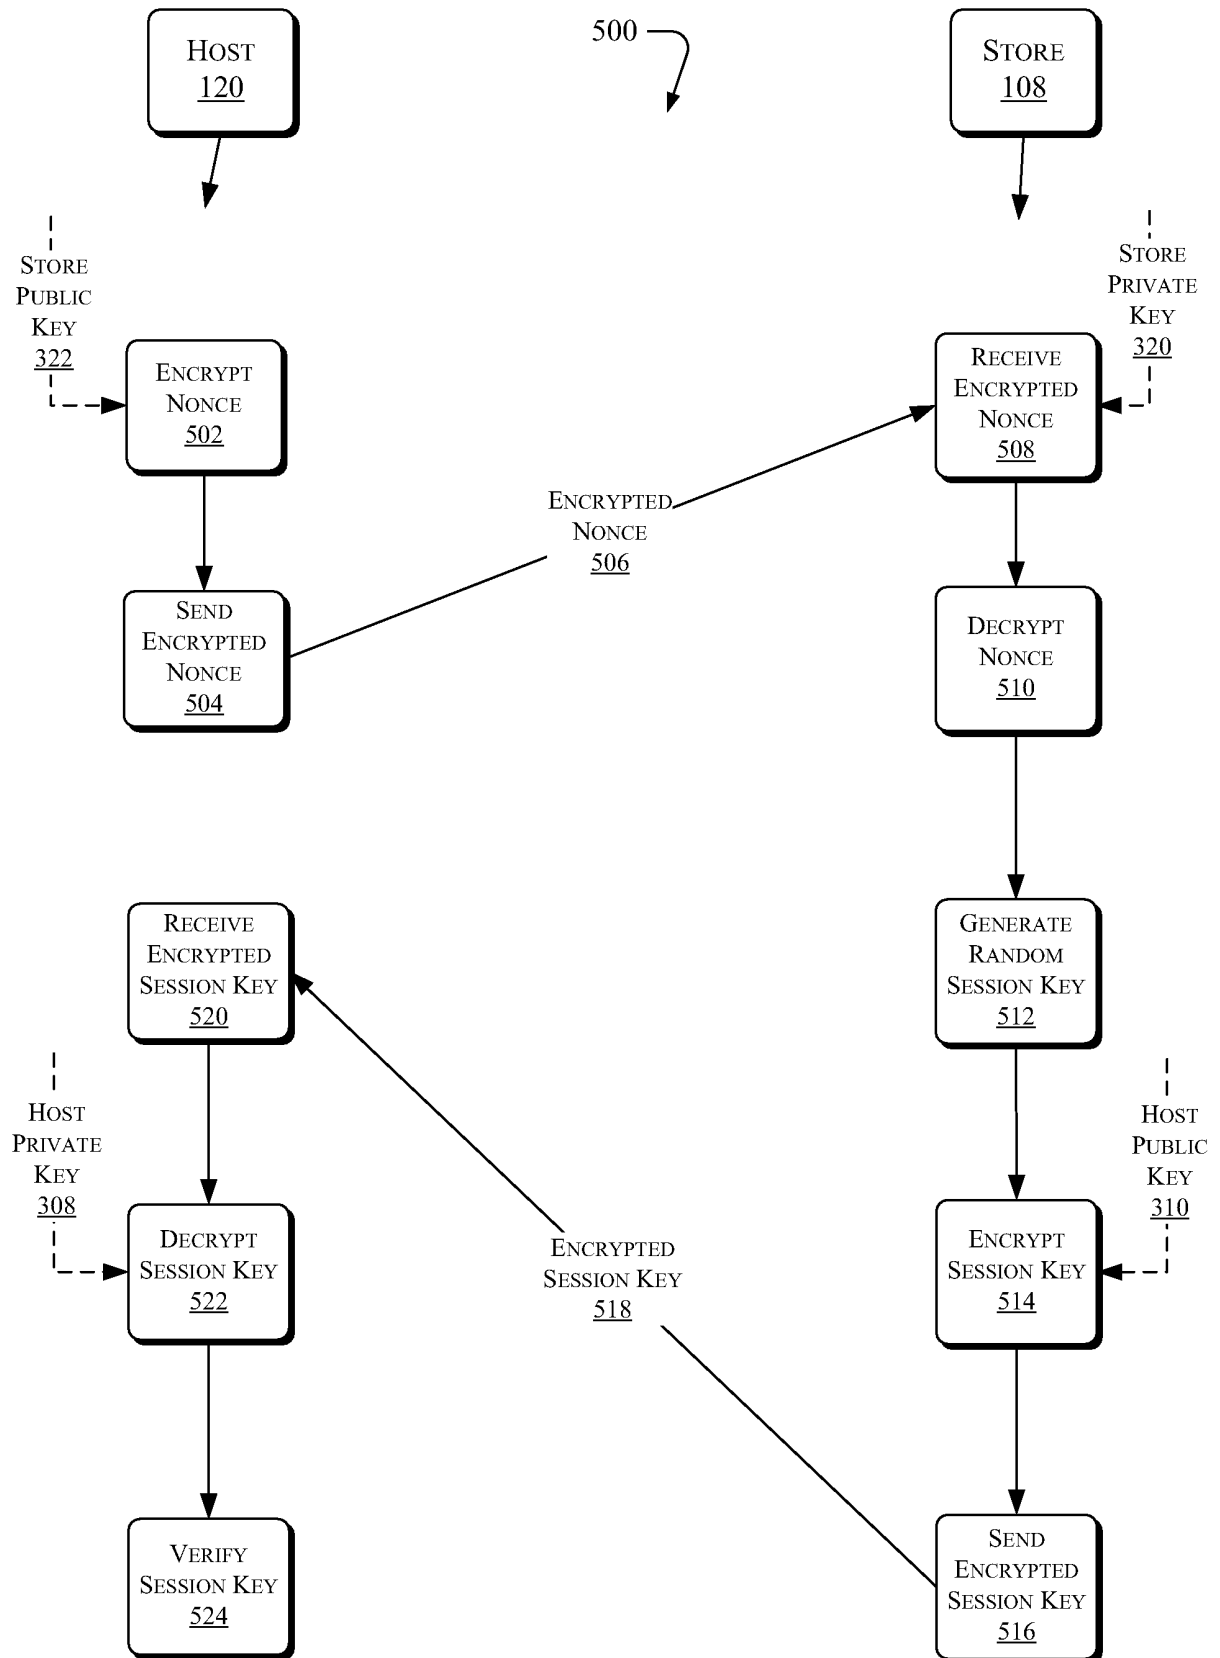 HOST
120
500
STORE
108
STORE
PUBLIC
KEY
322
STORE
PRIVATE
KEY
320
ENCRYPT
NONCE
502
RECEIVE
ENCRYPTED
NONCE
508
ENCRYPTED
NONCE
506
SEND
ENCRYPTED
NONCE
504
DECRYPT
NONCE
510
RECEIVE
ENCRYPTED
SESSION KEY
520
GENERATE
RANDOM
SESSION KEY
512
HOST
PRIVATE
KEY
308
HOST
PUBLIC
KEY
310
DECRYPT
SESSION KEY
522
ENCRYPTED
SESSION KEY
518
ENCRYPT
SESSION KEY
514
VERIFY
SESSION KEY
524
SEND
ENCRYPTED
SESSION KEY
516